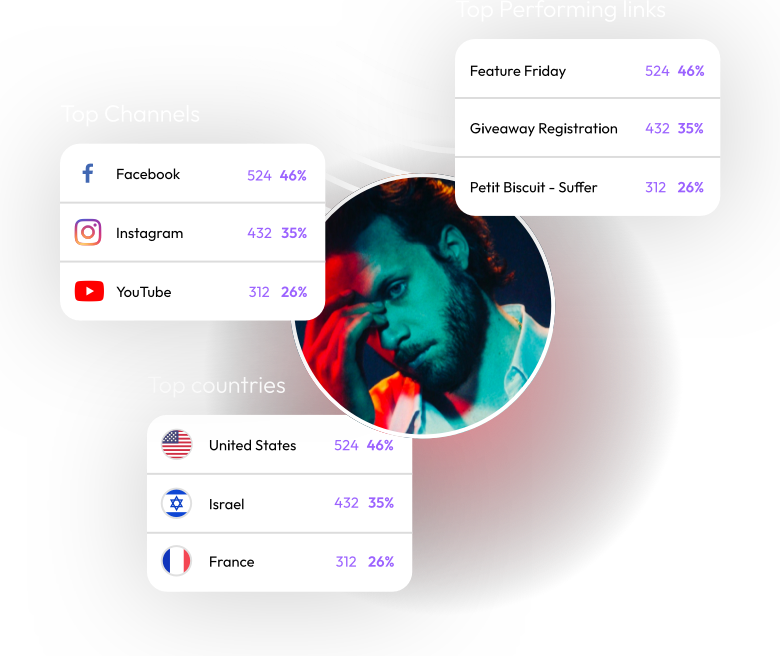 Top Performing links
Feature Friday 524 46%
Giveaway Registration 432 35%
Petit Biscuit - Suffer 312 26%
Top Channels
Facebook 524 46%
Instagram 432 35%
YouTube 312 26%
Top countries
United States 524 46%
Israel 432 35%
France 312 26%